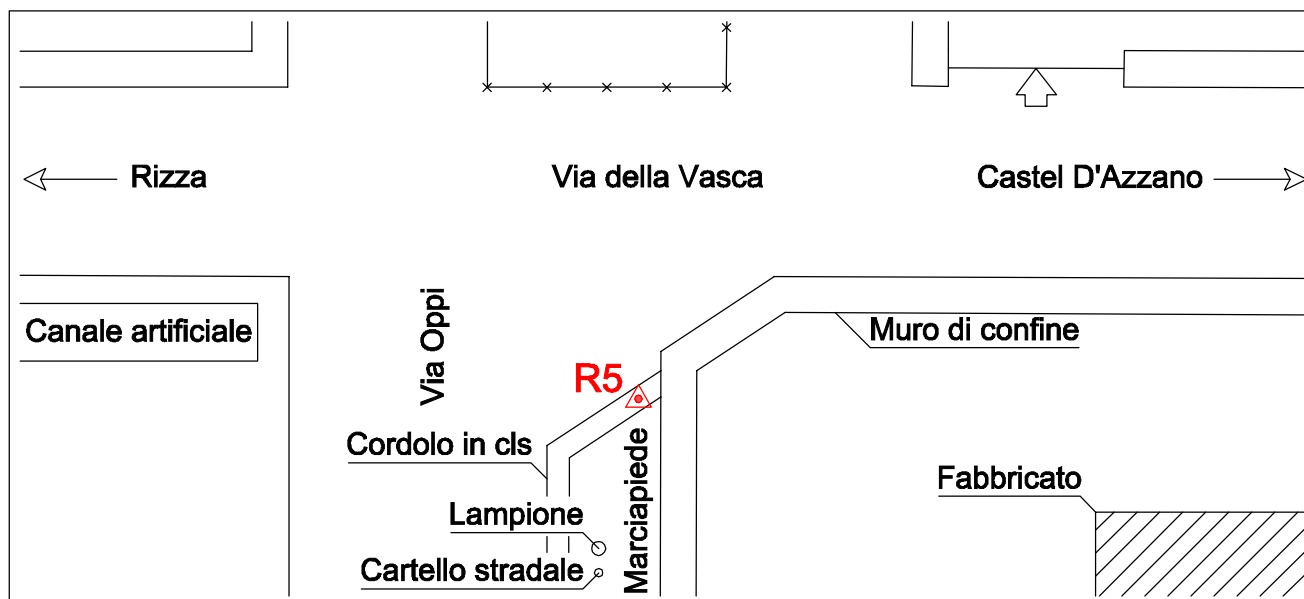 Rizza
Via della Vasca
Castel D'Azzano
Canale artificiale
Via Oppi
Muro di confine
R5
Cordolo in cls
Marciapiede
Fabbricato
Lampione
Cartello stradale